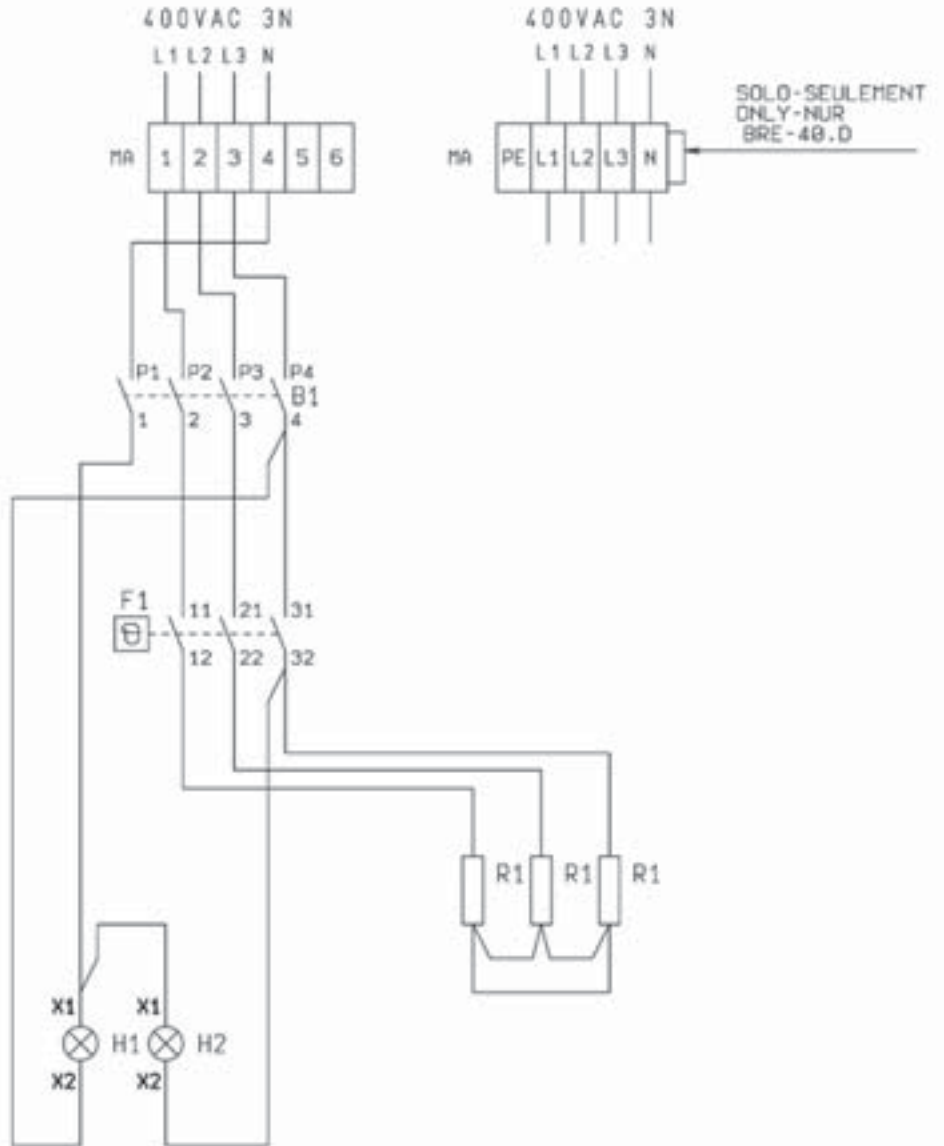 400VAC 3N
L1 L2 L3 N
MA 1 2 3 4 5 6
400VAC 3N
L1 L2 L3 N
MA PE L1 L2 L3 N
SOLO-SEULEMENT
ONLY-NUR
BRE-40.D
P1 P2 P3 P4
B1
1 2 3 4
F1
11 21 31
12 22 32
R1 R1 R1
X1 X1
H1 H2
X2 X2